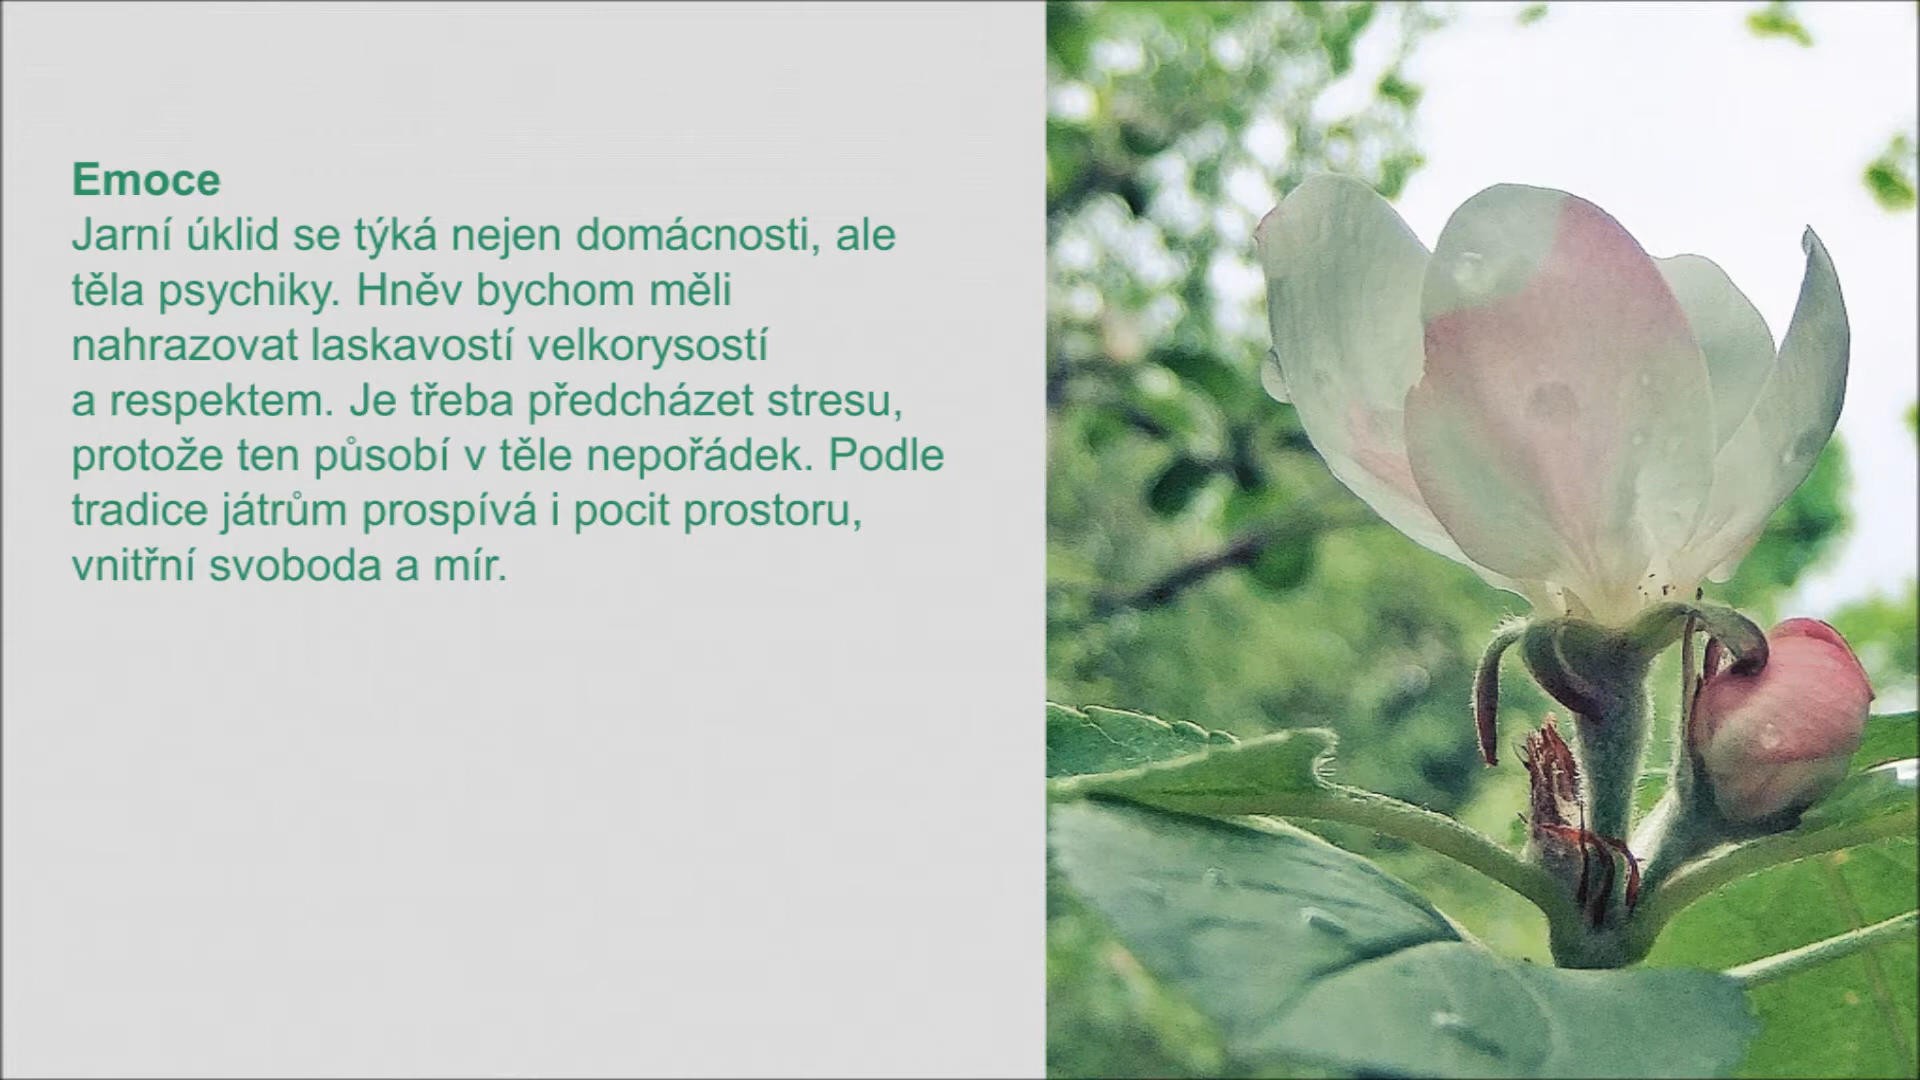 Emoce
Jarní úklid se týká nejen domácnosti, ale
těla psychiky. Hněv bychom měli
nahrazovat laskavostí velkorysostí
a respektem. Je třeba předcházet stresu,
protože ten působí v těle nepořádek. Podle
tradice játrům prospívá i pocit prostoru,
vnitřní svoboda a mír.